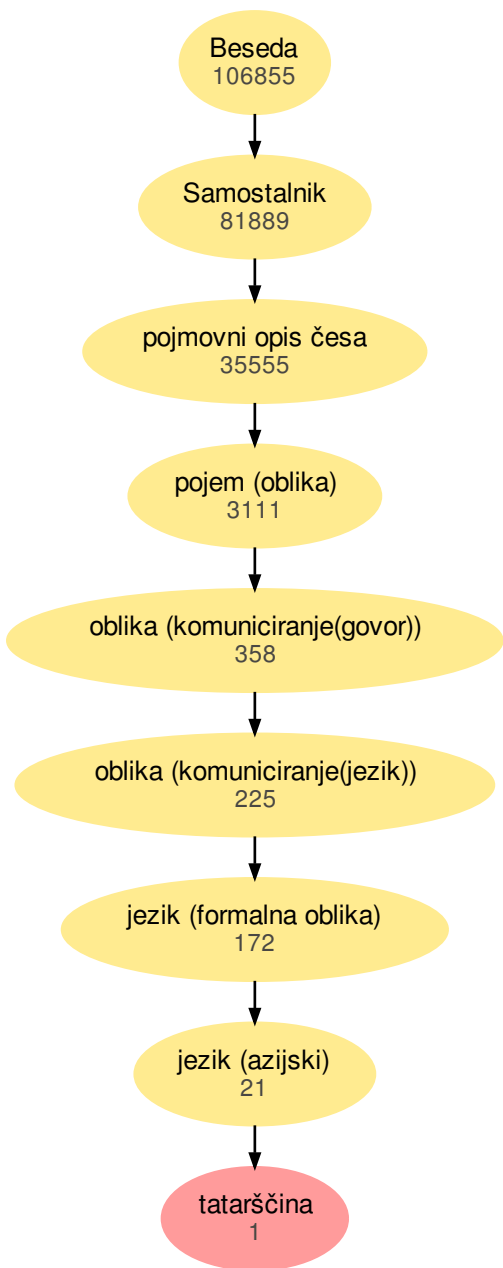 Beseda
106855
Samostalnik
81889
pojmovni opis česa
35555
pojem (oblika)
3111
oblika (komuniciranje(govor))
358
oblika (komuniciranje(jezik))
225
jezik (formalna oblika)
172
jezik (azijski)
21
tatarščina
1